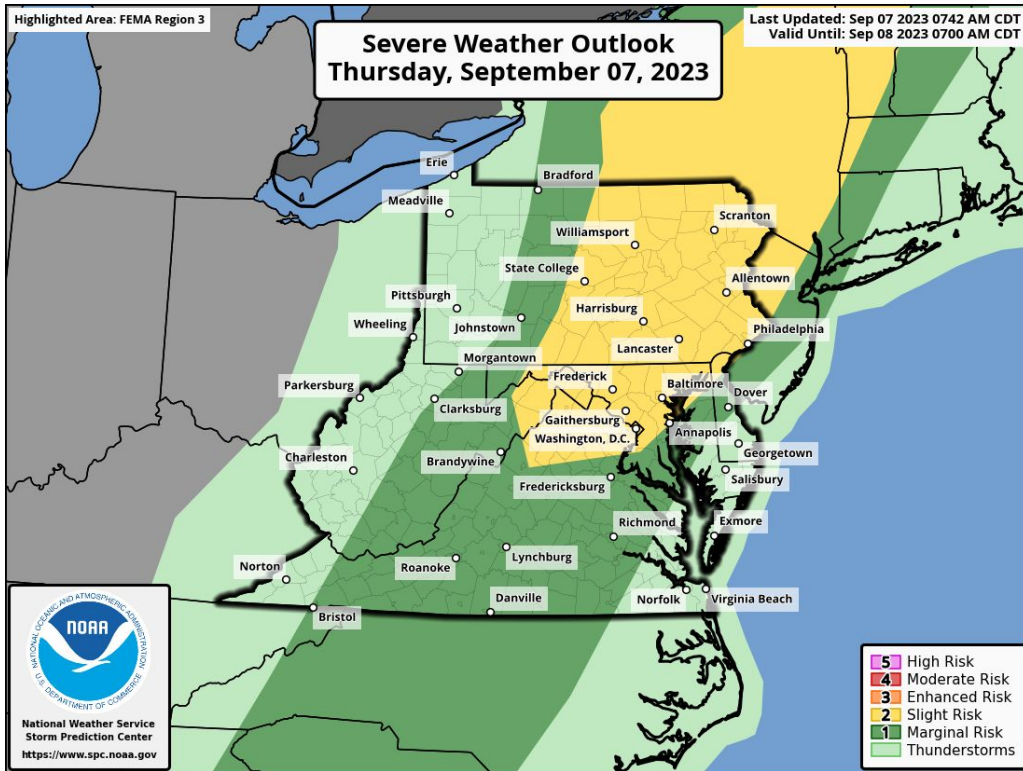 Highlighted Area: FEMA Region 3
Severe Weather Outlook
Thursday, September 07, 2023
Last Updated: Sep 07 2023 0742 AM CDT
Valid Until: Sep 08 2023 0700 AM CDT
Erie
Bradford
Meadville
Scranton
Williamsport
State College
Allentown
Pittsburgh
Harrisburg
Wheeling
Johnstown
Philadelphia
Lancaster
Morgantown
Frederick
Parkersburg
Baltimore
Dover
Clarksburg
Gaithersburg
Annapolis
Washington, D.C.
Georgetown
Charleston
Brandywine
Salisbury
Fredericksburg
Richmond
Exmore
Lynchburg
Norton
Roanoke
Danville
Norfolk
Virginia Beach
Bristol
NATIONAL OCEANIC AND ATMOSPHERIC ADMINISTRATION
NOAA
U.S. DEPARTMENT OF COMMERCE
National Weather Service
Storm Prediction Center
https://www.spc.noaa.gov
5 High Risk
4 Moderate Risk
3 Enhanced Risk
2 Slight Risk
1 Marginal Risk
Thunderstorms